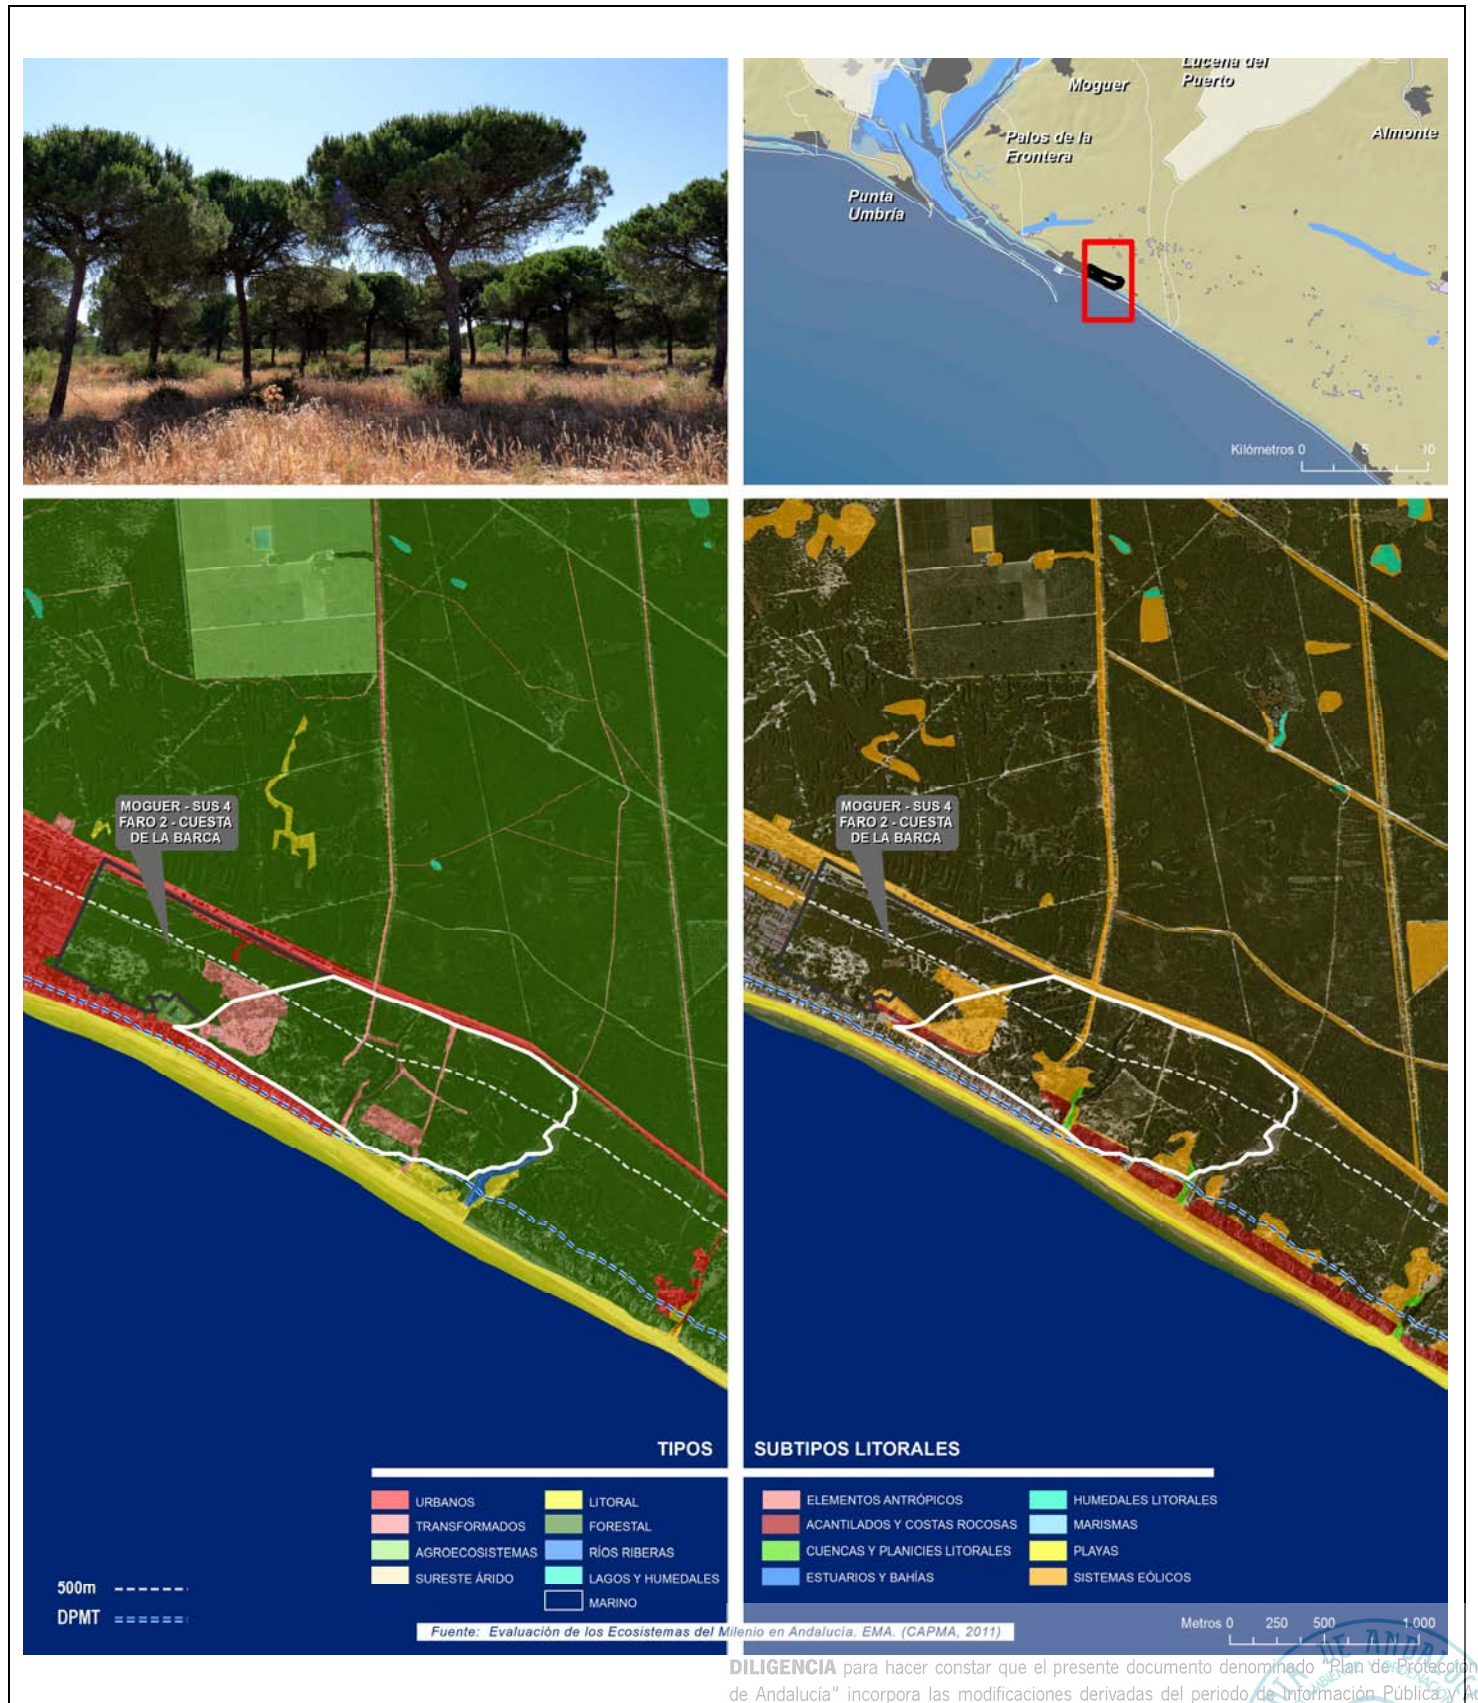 Lucena del
Puerto
Moguer
Almonte
Palos de la
Frontera
Punta
Umbría
Kilómetros 0 5 10
MOGUER - SUS 4
FARO 2 - CUESTA
DE LA BARCA
MOGUER - SUS 4
FARO 2 - CUESTA
DE LA BARCA
TIPOS
URBANOS
TRANSFORMADOS
AGROECOSISTEMAS
SURESTE ÁRIDO
LITORAL
FORESTAL
RÍOS RIBERAS
LAGOS Y HUMEDALES
MARINO
SUBTIPOS LITORALES
ELEMENTOS ANTRÓPICOS
ACANTILADOS Y COSTAS ROCOSAS
CUENCAS Y PLANICIES LITORALES
ESTUARIOS Y BAHÍAS
HUMEDALES LITORALES
MARISMAS
PLAYAS
SISTEMAS EÓLICOS
500m
DPMT
Metros 0 250 500 1.000
Fuente: Evaluación de los Ecosistemas del Milenio en Andalucía. EMA. (CAPMA, 2011)
DILIGENCIA para hacer constar que el presente documento denominado "Plan de Protección
de Andalucía" incorpora las modificaciones derivadas del periodo de Información Pública y